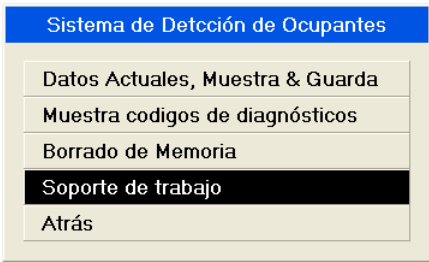 Sistema de Detcción de Ocupantes
Datos Actuales, Muestra & Guarda
Muestra codigos de diagnósticos
Borrado de Memoria
Soporte de trabajo
Atrás